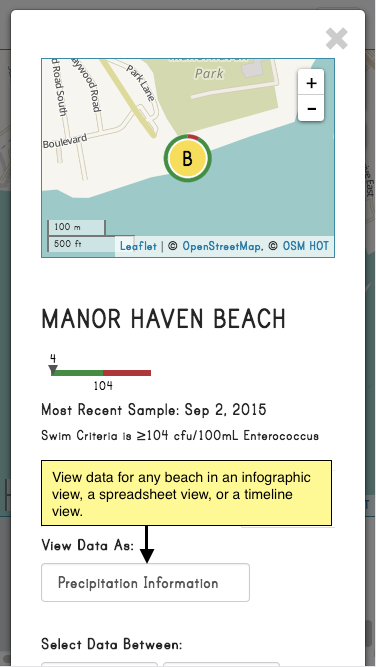 ×
Road South
Haywood Road
Park Lane
Park
+
-
Boulevard
B
100 m
500 ft
Leaflet | © OpenStreetMap, © OSM HOT
MANOR HAVEN BEACH
4
104
Most Recent Sample: Sep 2, 2015
Swim Criteria is ≥104 cfu/100mL Enterococcus
View data for any beach in an infographic
view, a spreadsheet view, or a timeline
view.
View Data As:
Precipitation Information
Select Data Between: